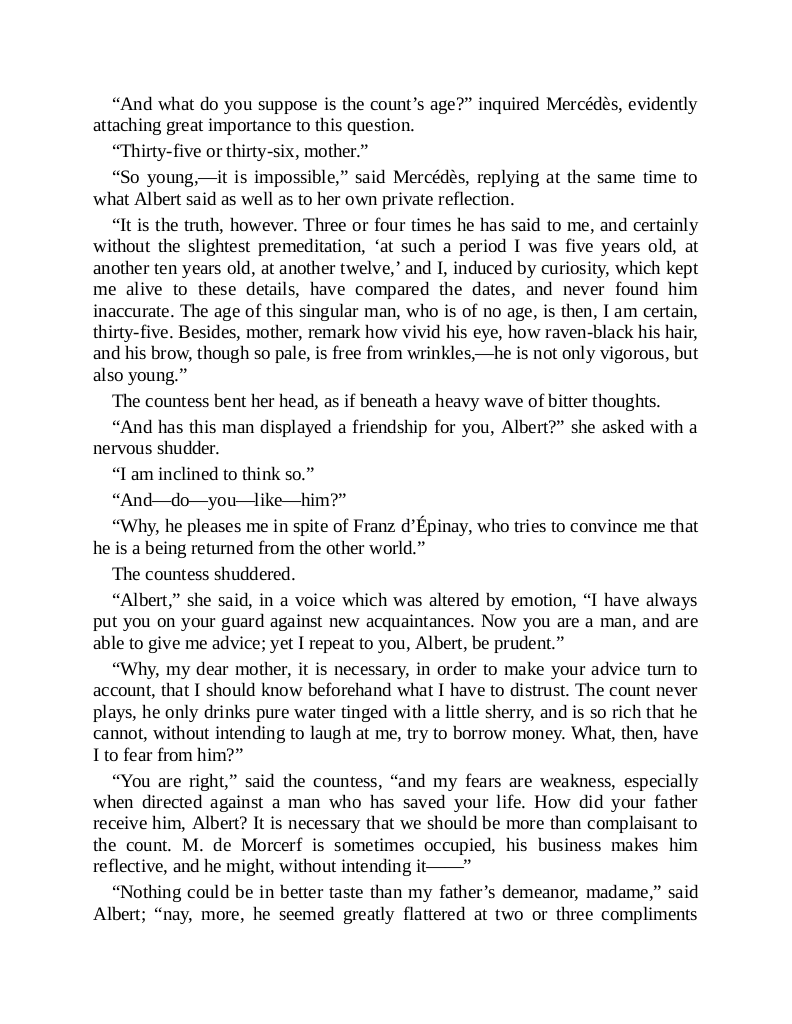 “And what do you suppose is the count’s age?” inquired Mercédès, evidently
attaching great importance to this question.
“Thirty-five or thirty-six, mother.”
“So young,—it is impossible,” said Mercédès, replying at the same time to
what Albert said as well as to her own private reflection.
“It is the truth, however. Three or four times he has said to me, and certainly
without the slightest premeditation, ‘at such a period I was five years old, at
another ten years old, at another twelve,’ and I, induced by curiosity, which kept
me alive to these details, have compared the dates, and never found him
inaccurate. The age of this singular man, who is of no age, is then, I am certain,
thirty-five. Besides, mother, remark how vivid his eye, how raven-black his hair,
and his brow, though so pale, is free from wrinkles,—he is not only vigorous, but
also young.”
The countess bent her head, as if beneath a heavy wave of bitter thoughts.
“And has this man displayed a friendship for you, Albert?” she asked with a
nervous shudder.
“I am inclined to think so.”
“And—do—you—like—him?”
“Why, he pleases me in spite of Franz d’Épinay, who tries to convince me that
he is a being returned from the other world.”
The countess shuddered.
“Albert,” she said, in a voice which was altered by emotion, “I have always
put you on your guard against new acquaintances. Now you are a man, and are
able to give me advice; yet I repeat to you, Albert, be prudent.”
“Why, my dear mother, it is necessary, in order to make your advice turn to
account, that I should know beforehand what I have to distrust. The count never
plays, he only drinks pure water tinged with a little sherry, and is so rich that he
cannot, without intending to laugh at me, try to borrow money. What, then, have
I to fear from him?”
“You are right,” said the countess, “and my fears are weakness, especially
when directed against a man who has saved your life. How did your father
receive him, Albert? It is necessary that we should be more than complaisant to
the count. M. de Morcerf is sometimes occupied, his business makes him
reflective, and he might, without intending it——”
“Nothing could be in better taste than my father’s demeanor, madame,” said
Albert; “nay, more, he seemed greatly flattered at two or three compliments